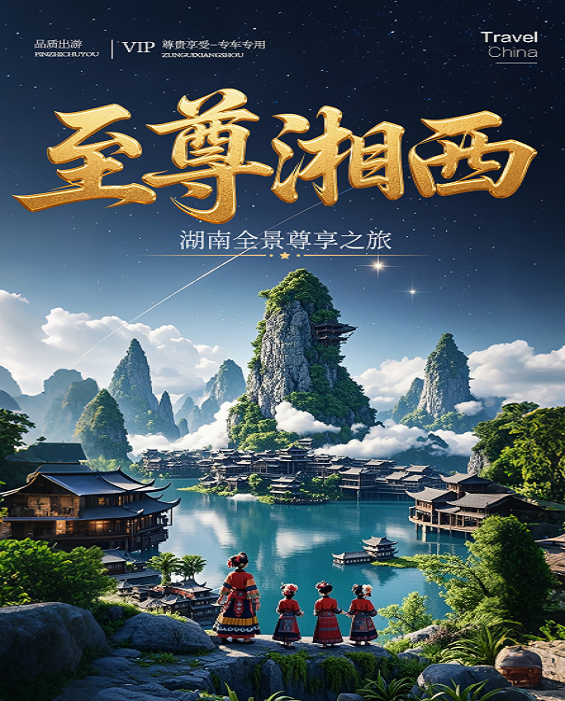 品质出游
PINZHICHUYOU
VIP
尊贵享受-专车专用
ZUNGUIXIANGSHOU
Travel
China
至尊湘西
湖南全景尊享之旅